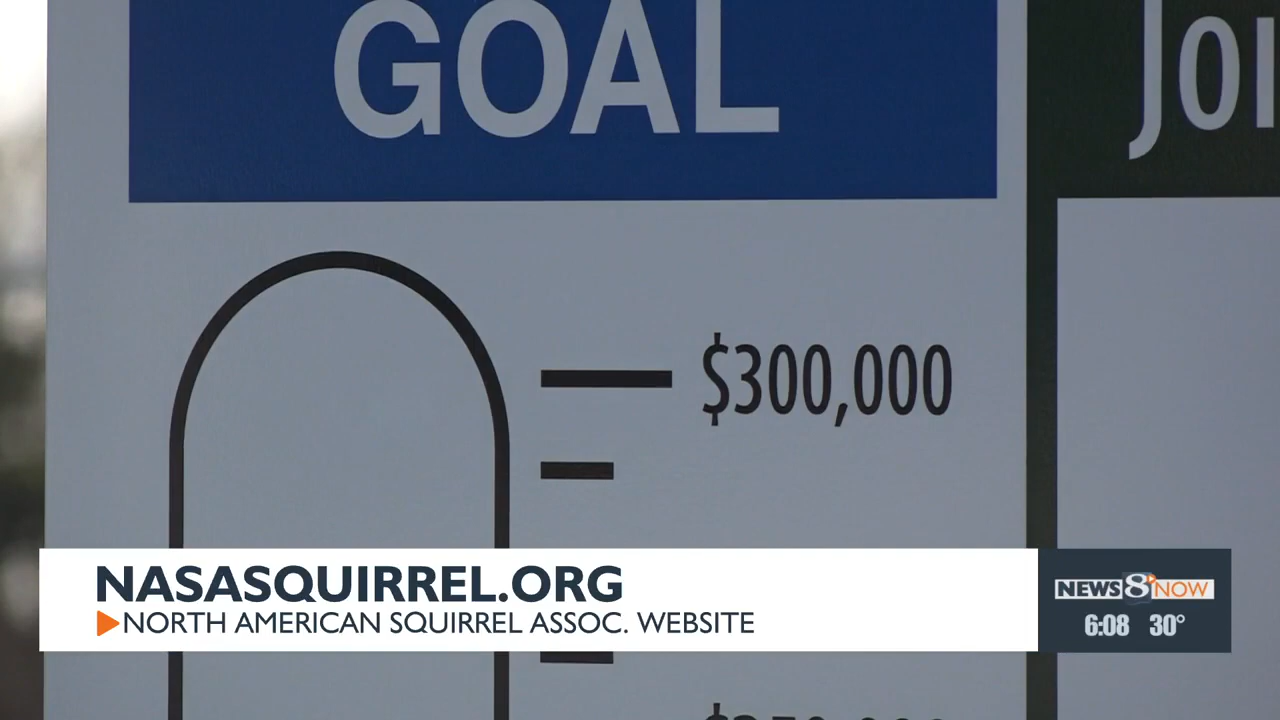 GOAL
$300,000
NASASQUIRREL.ORG
NORTH AMERICAN SQUIRREL ASSOC. WEBSITE
NEWS 8 NOW
6:08 30°